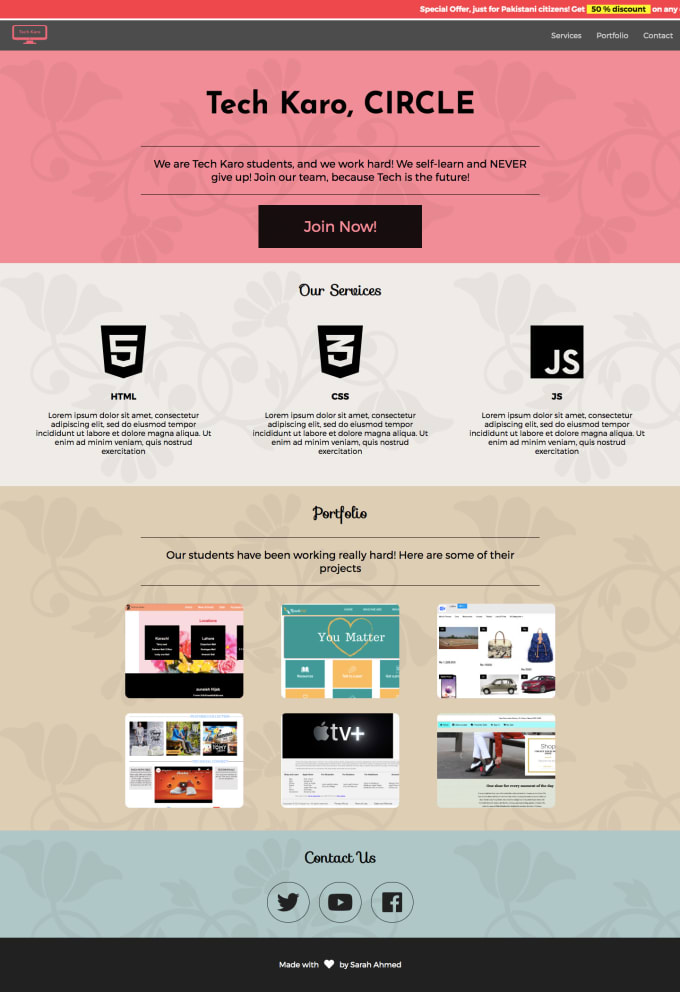 Special Offer, just for Pakistani citizens! Get 50 % discount on any
Tech Karo
Services Portfolio Contact
Tech Karo, CIRCLE
We are Tech Karo students, and we work hard! We self-learn and NEVER
give up! Join our team, because Tech is the future!
Join Now!
Our Services
HTML
Lorem ipsum dolor sit amet, consectetur
adipiscing elit, sed do eiusmod tempor
incididunt ut labore et dolore magna aliqua. Ut
enim ad minim veniam, quis nostrud
exercitation
CSS
Lorem ipsum dolor sit amet, consectetur
adipiscing elit, sed do eiusmod tempor
incididunt ut labore et dolore magna aliqua. Ut
enim ad minim veniam, quis nostrud
exercitation
JS
JS
Lorem ipsum dolor sit amet, consectetur
adipiscing elit, sed do eiusmod tempor
incididunt ut labore et dolore magna aliqua. Ut
enim ad minim veniam, quis nostrud
exercitation
Portfolio
Our students have been working really hard! Here are some of their
projects
Locations
Karachi
Lahore
You Matter
tv+
Shop
One shoe for every moment of the day
Contact Us
Made with by Sarah Ahmed